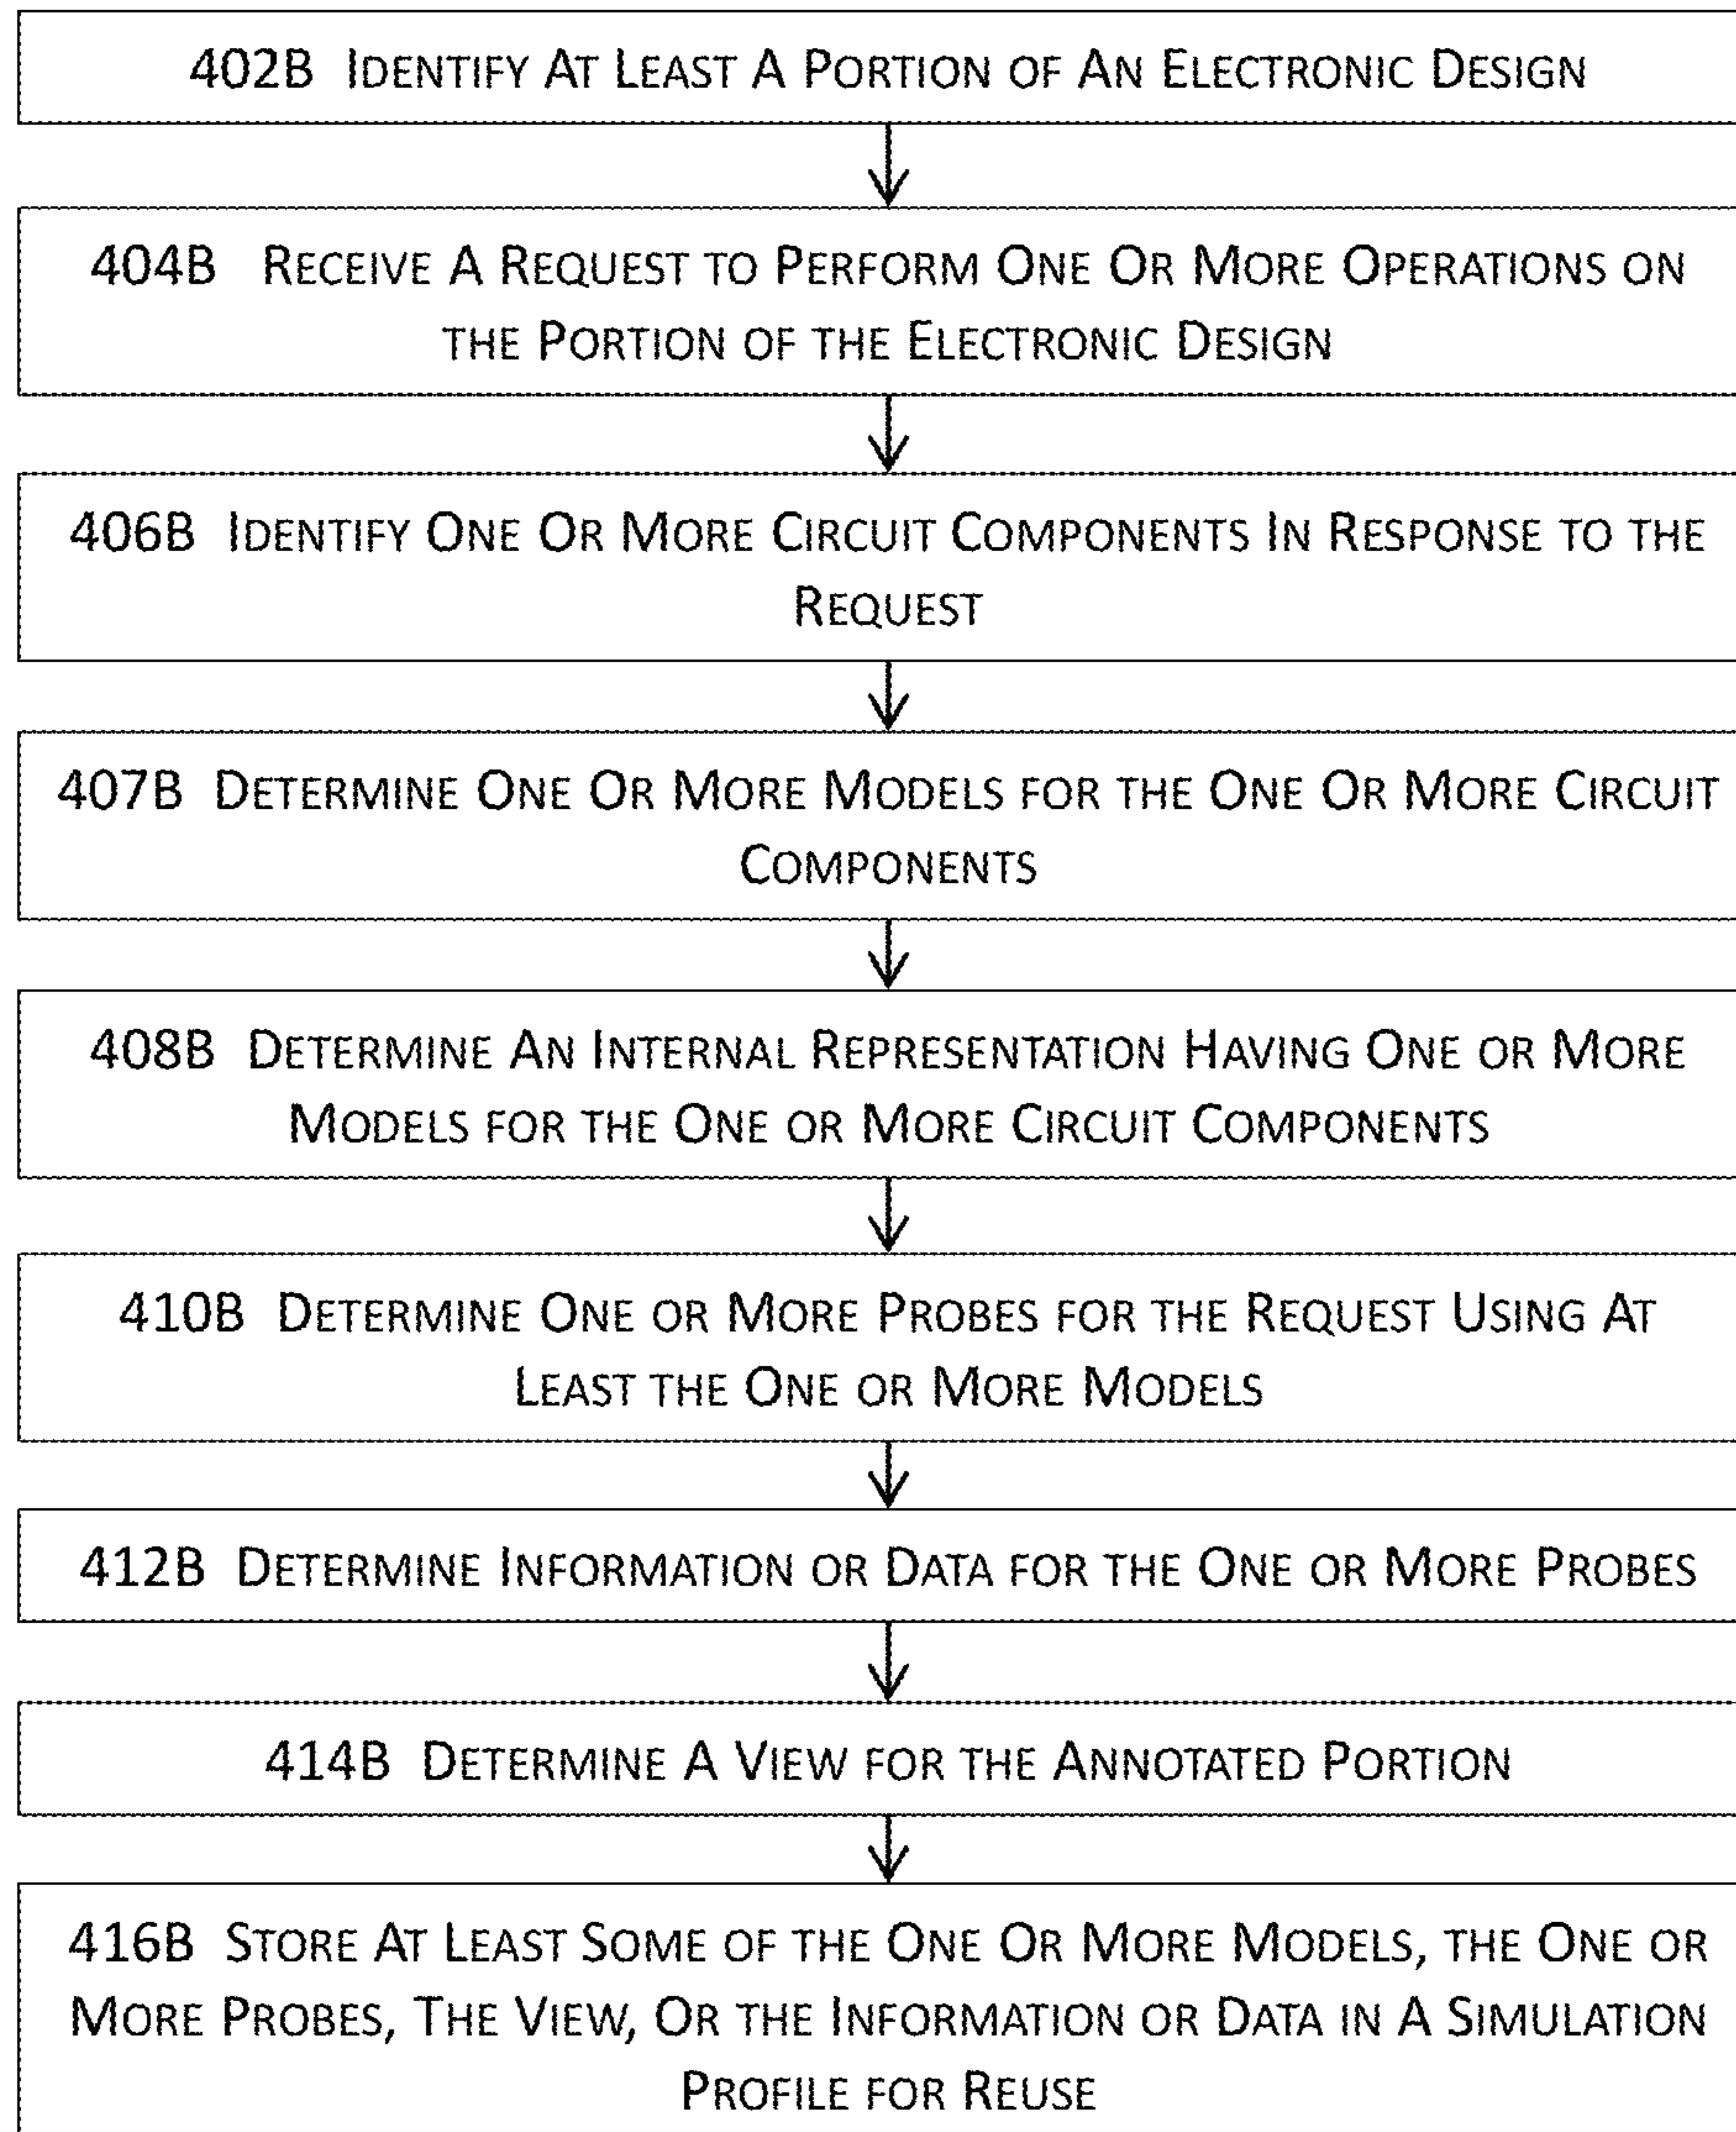 402B Identify At Least A Portion of An Electronic Design
404B Receive A Request to Perform One Or More Operations on
the Portion of the Electronic Design
406B Identify One Or More Circuit Components In Response to the
Request
407B Determine One Or More Models for the One Or More Circuit
Components
408B Determine An Internal Representation Having One or More
Models for the One or More Circuit Components
410B Determine One or More Probes for the Request Using At
Least the One or More Models
412B Determine Information or Data for the One or More Probes
414B Determine A View for the Annotated Portion
416B Store At Least Some of the One Or More Models, the One or
More Probes, The View, Or the Information or Data in A Simulation
Profile for Reuse